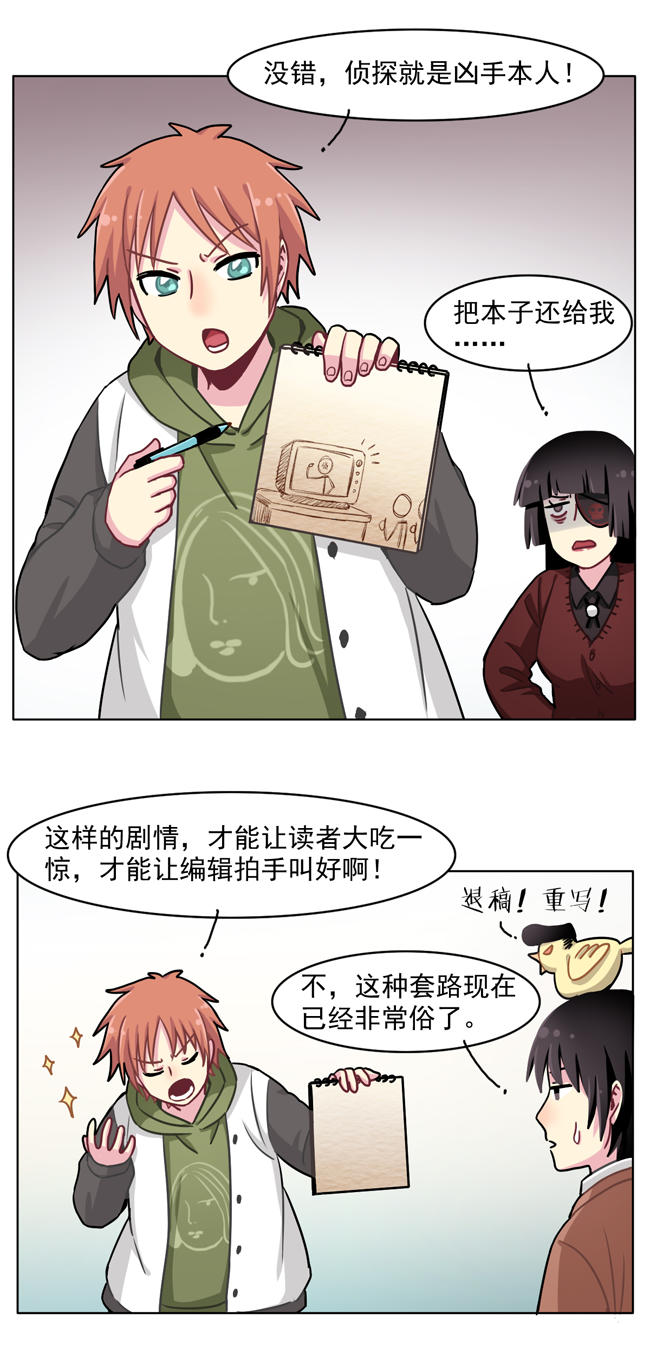 没错，侦探就是凶手本人！
把本子还给我
……
这样的剧情，才能让读者大吃一
惊，才能让编辑拍手叫好啊！
退稿！重写！
不，这种套路现在
已经非常俗了。